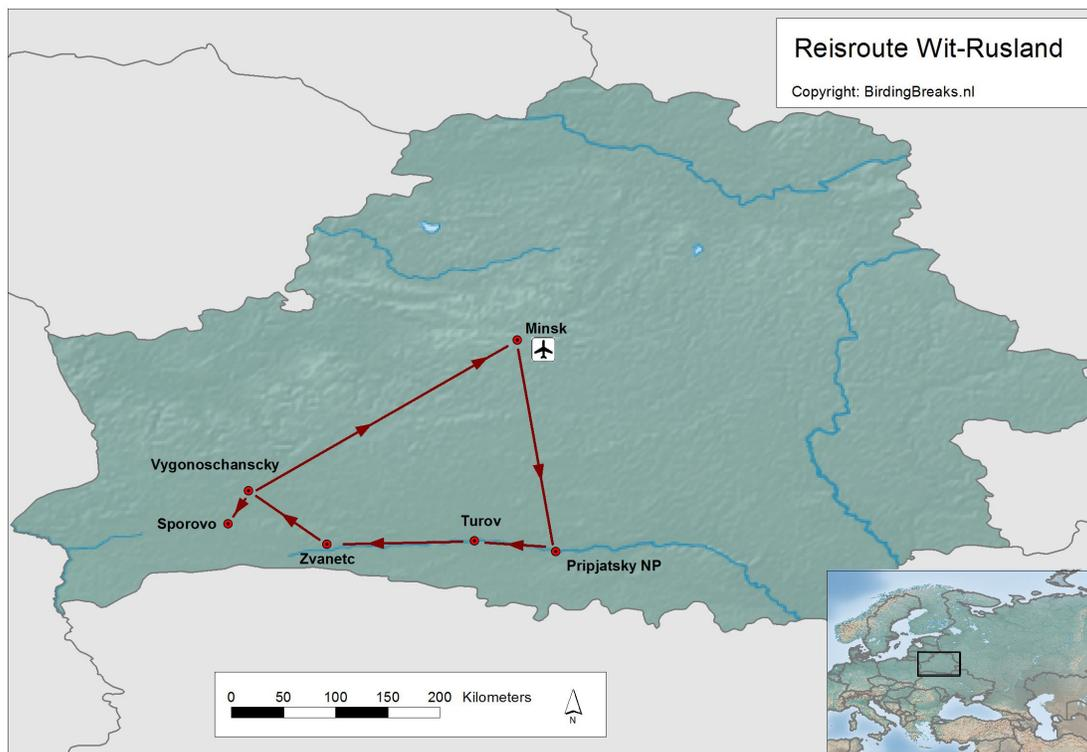 Reisroute Wit-Rusland
Copyright: BirdingBreaks.nl
Minsk
Vygonoschanscky
Sporovo
Turov
Zvanetc
Pripjatsky NP
0 50 100 150 200 Kilometers
N